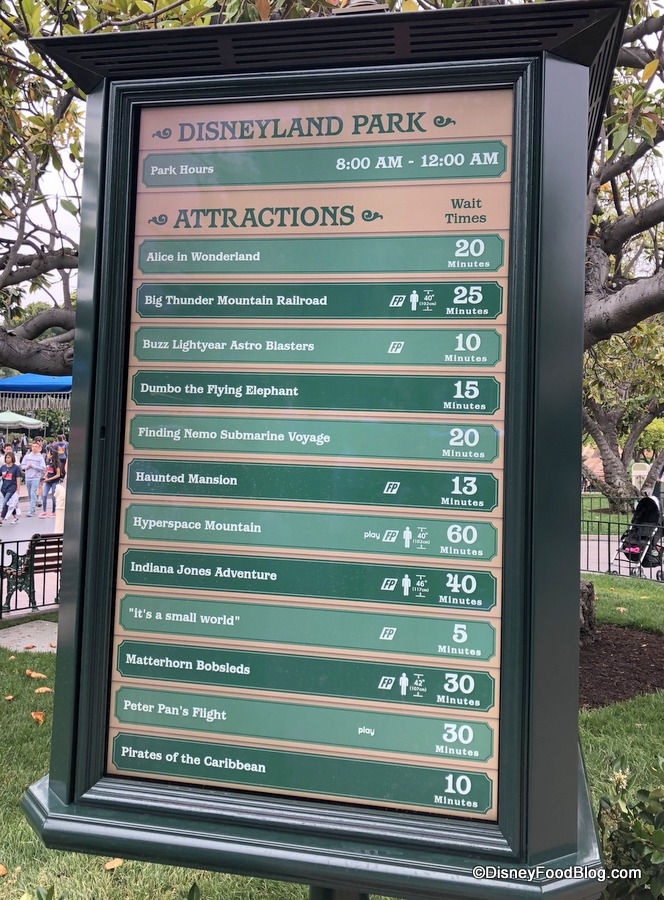 DISNEYLAND PARK
Park Hours 8:00 AM - 12:00 AM
ATTRACTIONS Wait Times
Alice in Wonderland 20 Minutes
Big Thunder Mountain Railroad FP 40" (102cm) 25 Minutes
Buzz Lightyear Astro Blasters FP 10 Minutes
Dumbo the Flying Elephant 15 Minutes
Finding Nemo Submarine Voyage 20 Minutes
Haunted Mansion FP 13 Minutes
Hyperspace Mountain play FP 40" (102cm) 60 Minutes
Indiana Jones Adventure FP 46" (117cm) 40 Minutes
"it's a small world" FP 5 Minutes
Matterhorn Bobsleds FP 42" (107cm) 30 Minutes
Peter Pan's Flight play 30 Minutes
Pirates of the Caribbean 10 Minutes
©DisneyFoodBlog.com